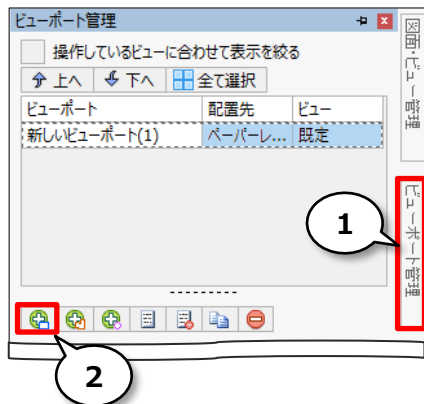 ビューポート管理
操作しているビューに合わせて表示を絞る
上へ 下へ 全て選択
ビューポート 配置先 ビュー
新しいビューポート(1) ペーパーレ... 既定
図面・ビュー管理
ビューポート管理
1
2